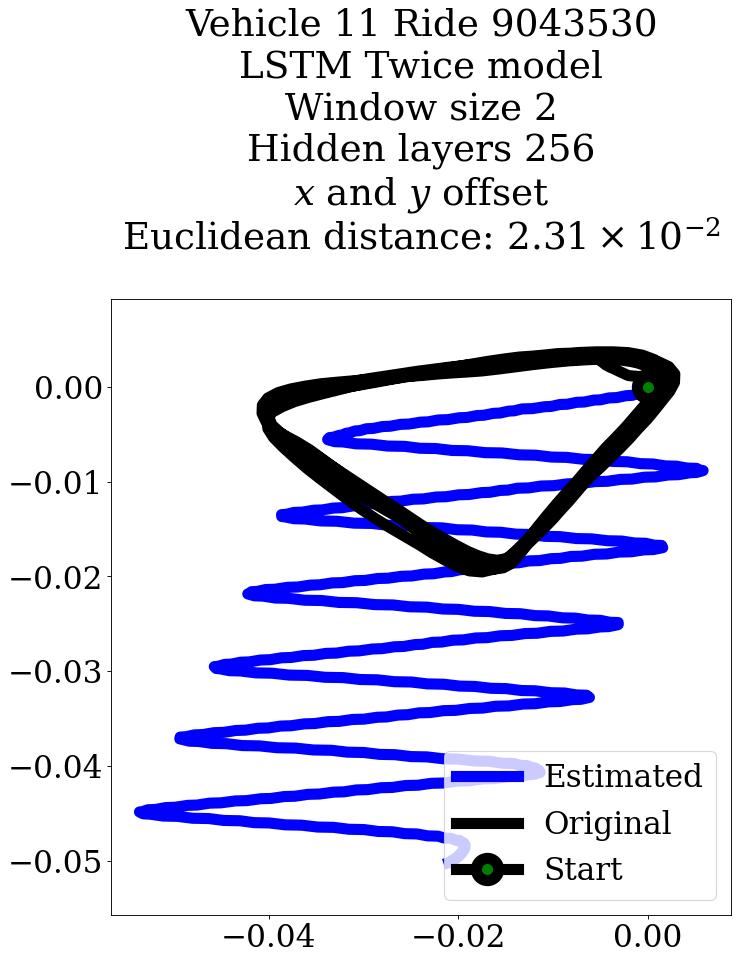 Vehicle 11 Ride 9043530
LSTM Twice model
Window size 2
Hidden layers 256
x and y offset
Euclidean distance: 2.31 × 10⁻²
0.00
−0.01
−0.02
−0.03
−0.04
−0.05
Estimated
Original
Start
−0.04
−0.02
0.00